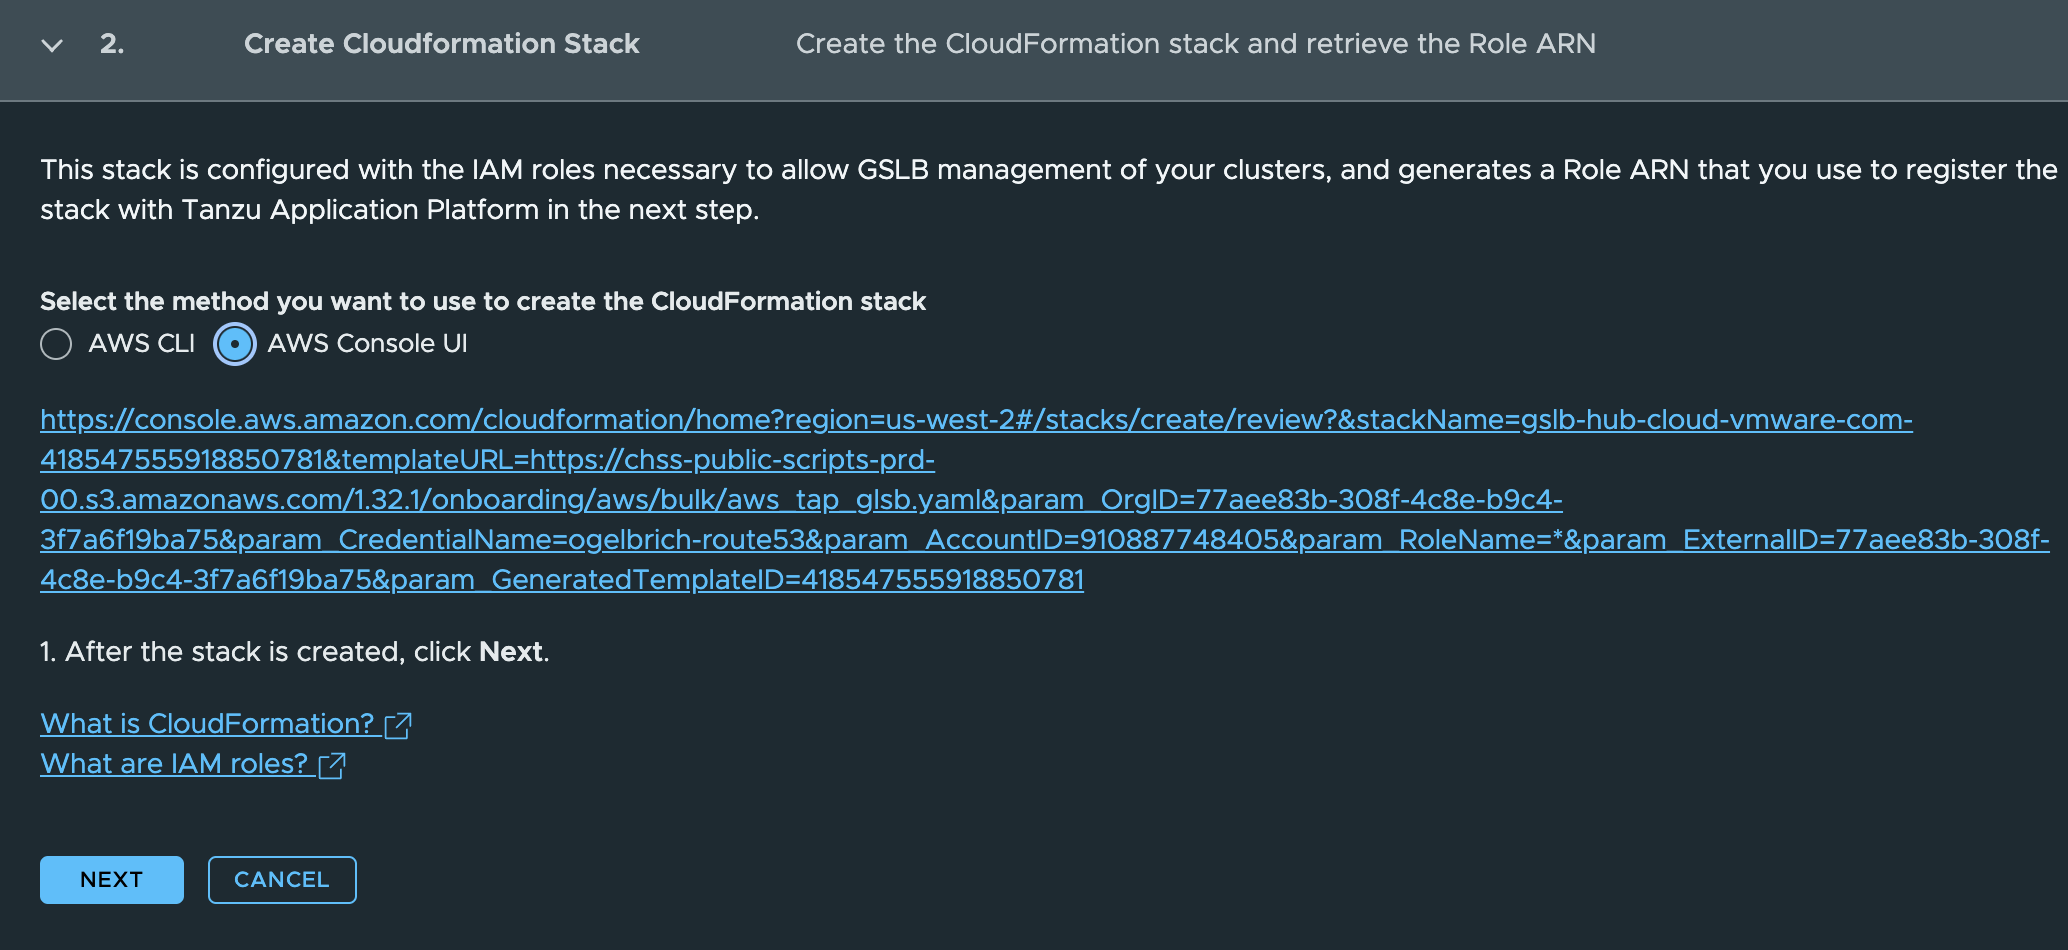 2. Create Cloudformation Stack Create the CloudFormation stack and retrieve the Role ARN
This stack is configured with the IAM roles necessary to allow GSLB management of your clusters, and generates a Role ARN that you use to register the
stack with Tanzu Application Platform in the next step.
Select the method you want to use to create the CloudFormation stack
AWS CLI AWS Console UI
https://console.aws.amazon.com/cloudformation/home?region=us-west-2#/stacks/create/review?&stackName=gslb-hub-cloud-vmware-com-
418547555918850781&templateURL=https://chss-public-scripts-prd-
00.s3.amazonaws.com/1.32.1/onboarding/aws/bulk/aws_tap_glsb.yaml&param_OrgID=77aee83b-308f-4c8e-b9c4-
3f7a6f19ba75&param_CredentialName=ogelbrich-route53&param_AccountID=910887748405&param_RoleName=*&param_ExternalID=77aee83b-308f-
4c8e-b9c4-3f7a6f19ba75&param_GeneratedTemplateID=418547555918850781
1. After the stack is created, click Next.
What is CloudFormation?
What are IAM roles?
NEXT CANCEL